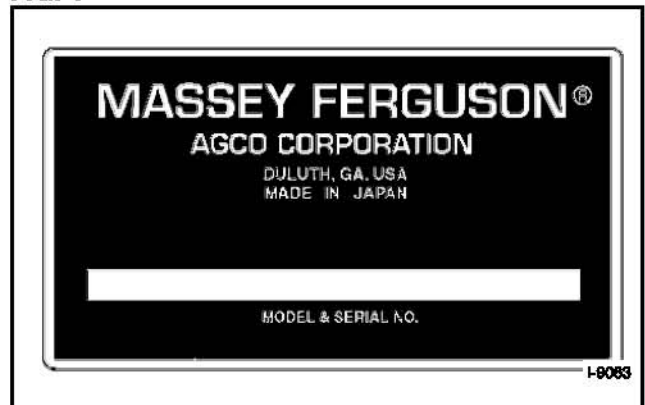 MASSEY FERGUSON®
AGCO CORPORATION
DULUTH, GA. USA
MADE IN JAPAN
MODEL & SERIAL NO.
I-9063